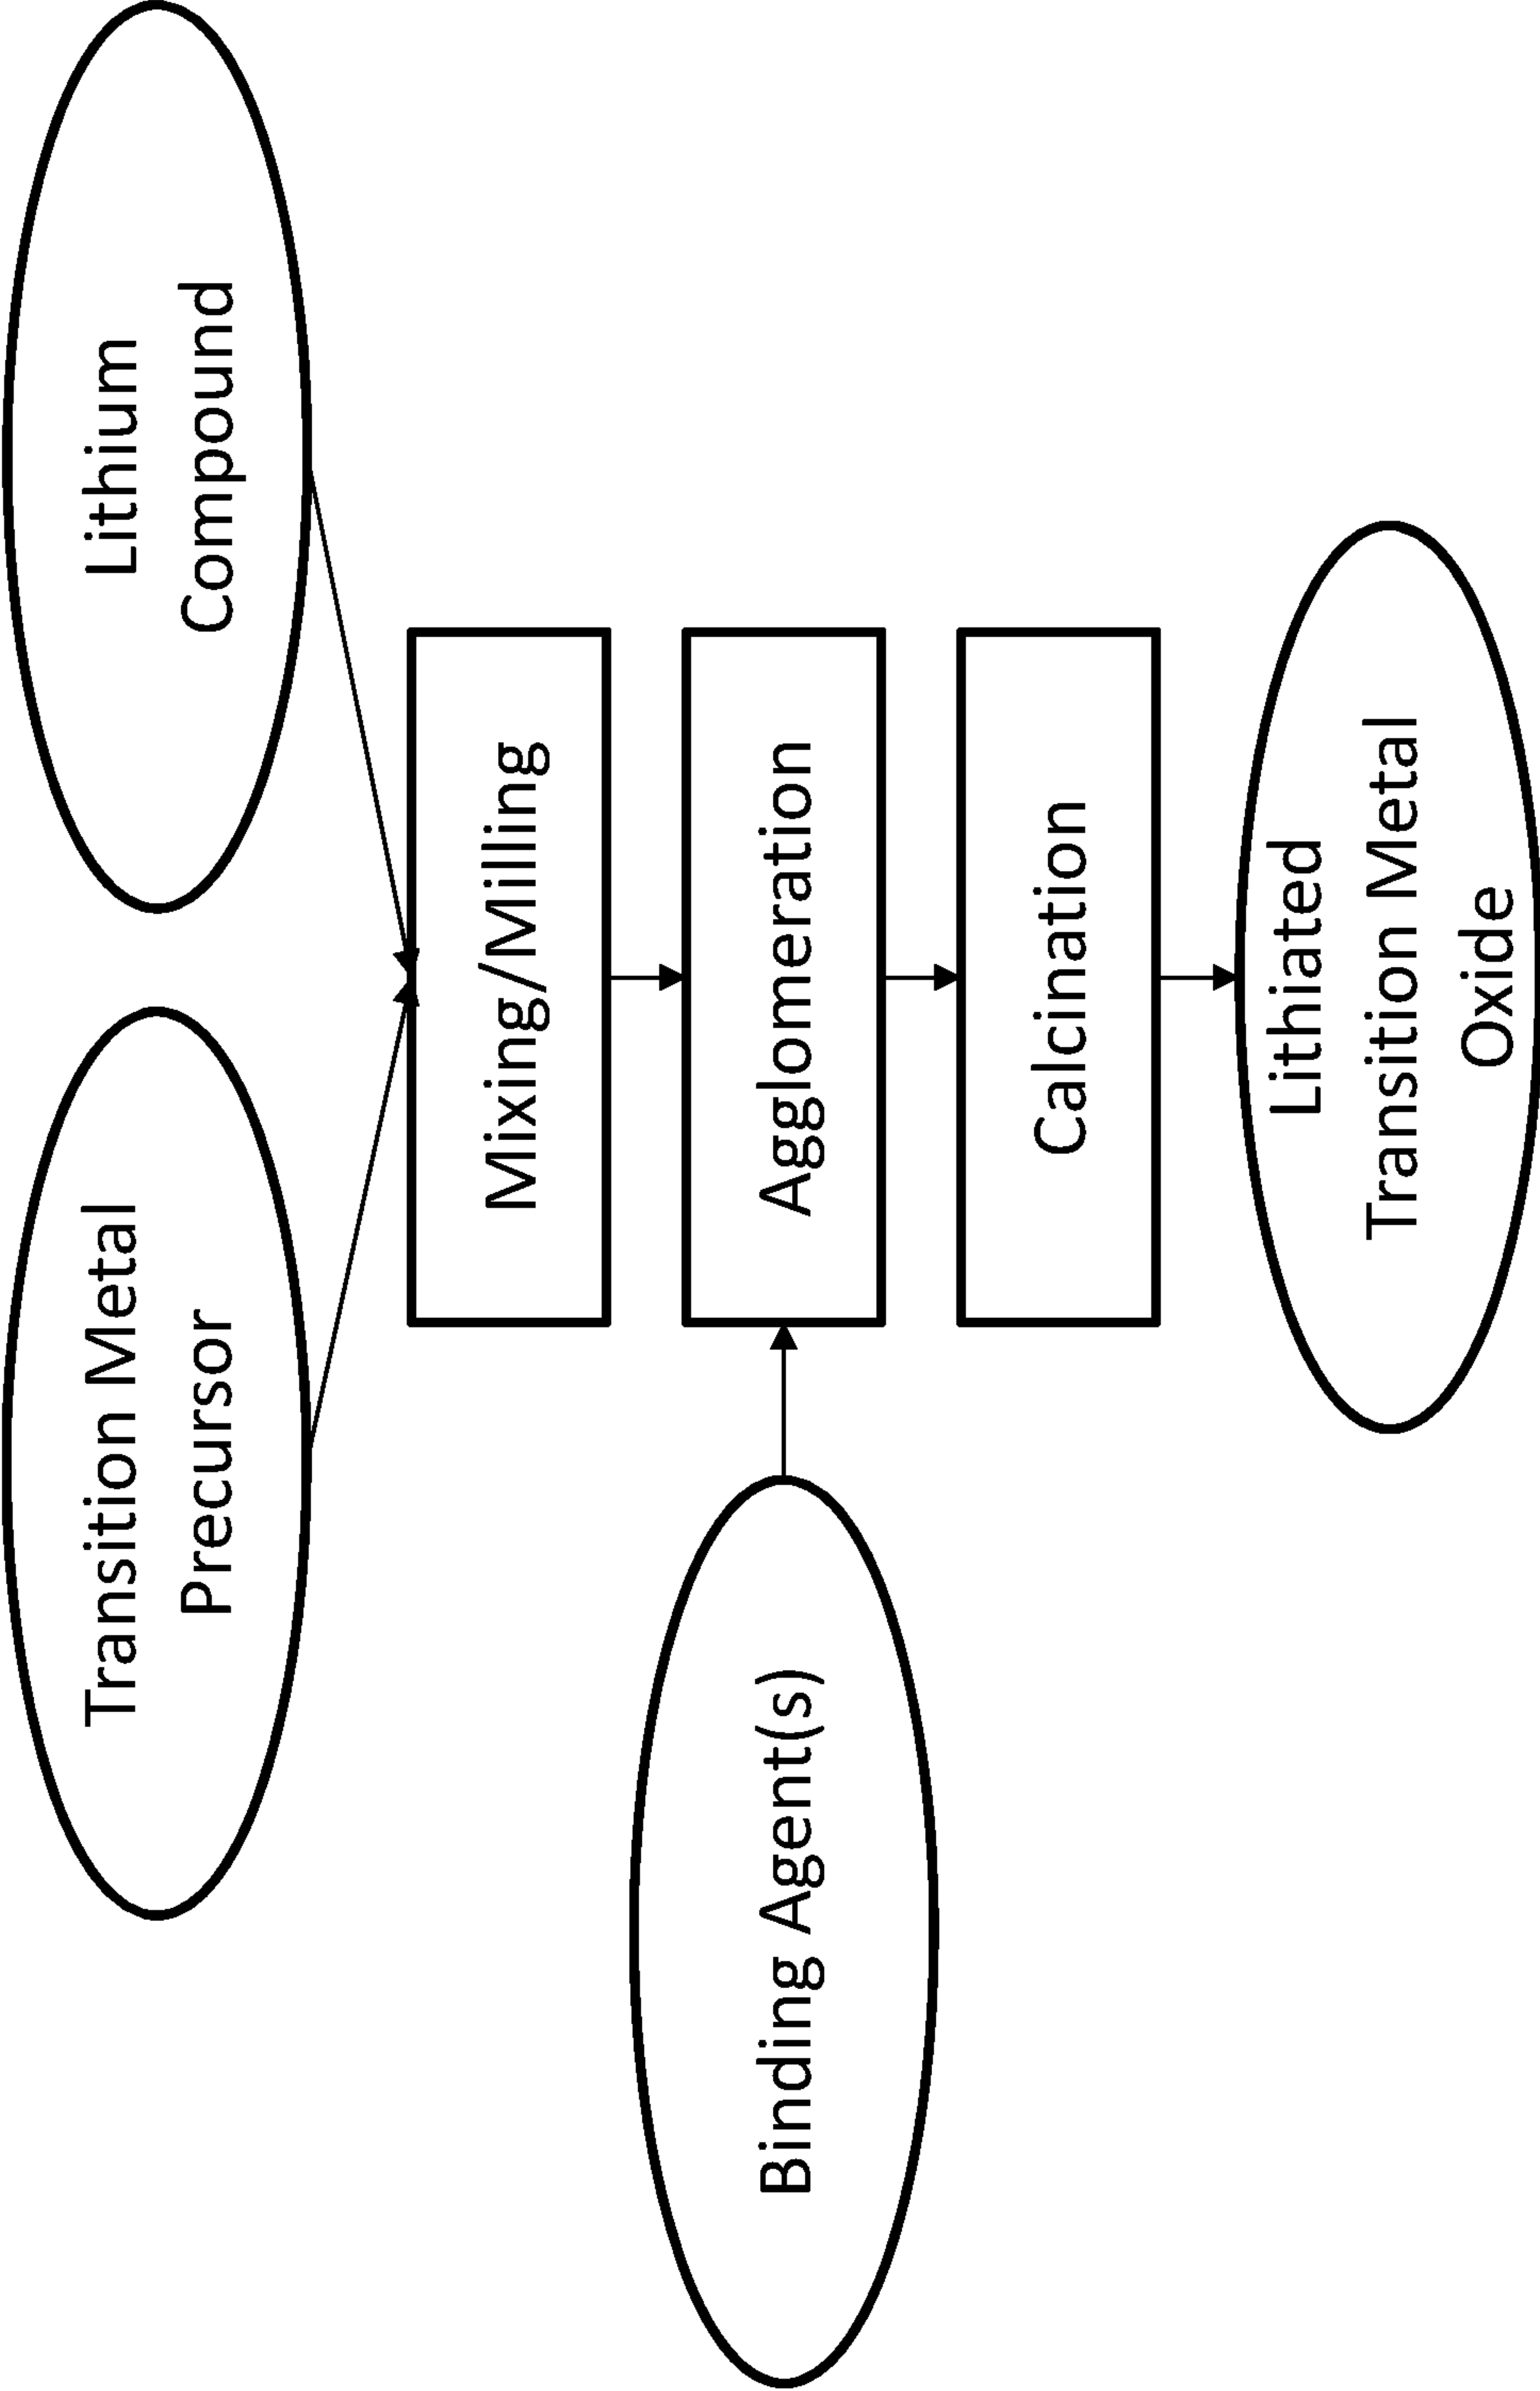 Transition Metal
Precursor
Lithium
Compound
Mixing/Milling
Binding Agent(s)
Agglomeration
Calcination
Lithiated
Transition Metal
Oxide